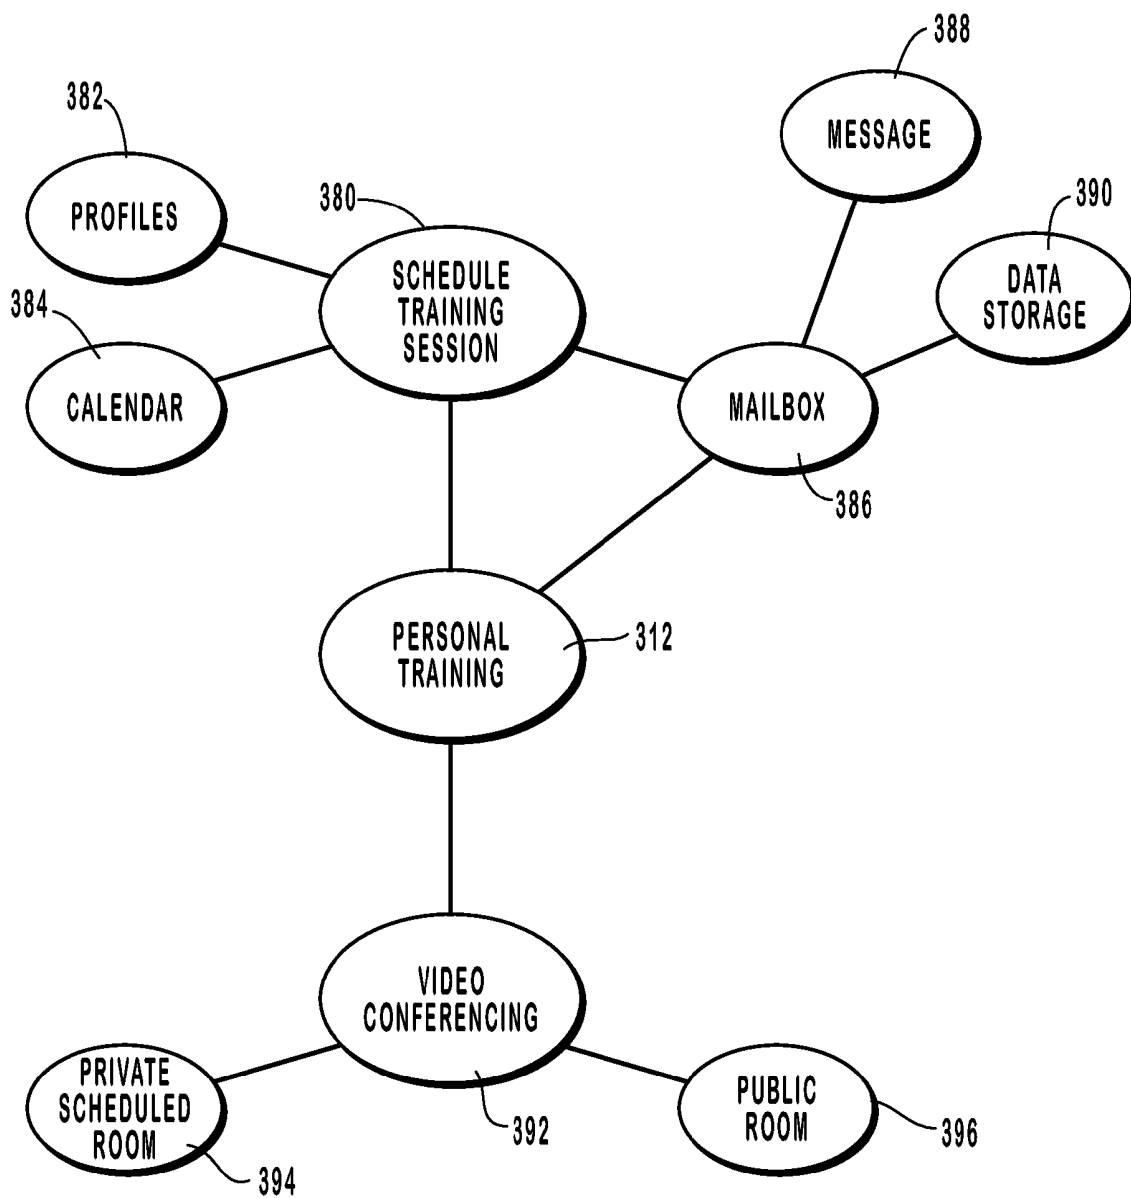 388
MESSAGE
382
PROFILES
380
SCHEDULE
TRAINING
SESSION
390
DATA
STORAGE
384
CALENDAR
MAILBOX
386
PERSONAL
TRAINING
312
VIDEO
CONFERENCING
392
PRIVATE
SCHEDULED
ROOM
394
PUBLIC
ROOM
396